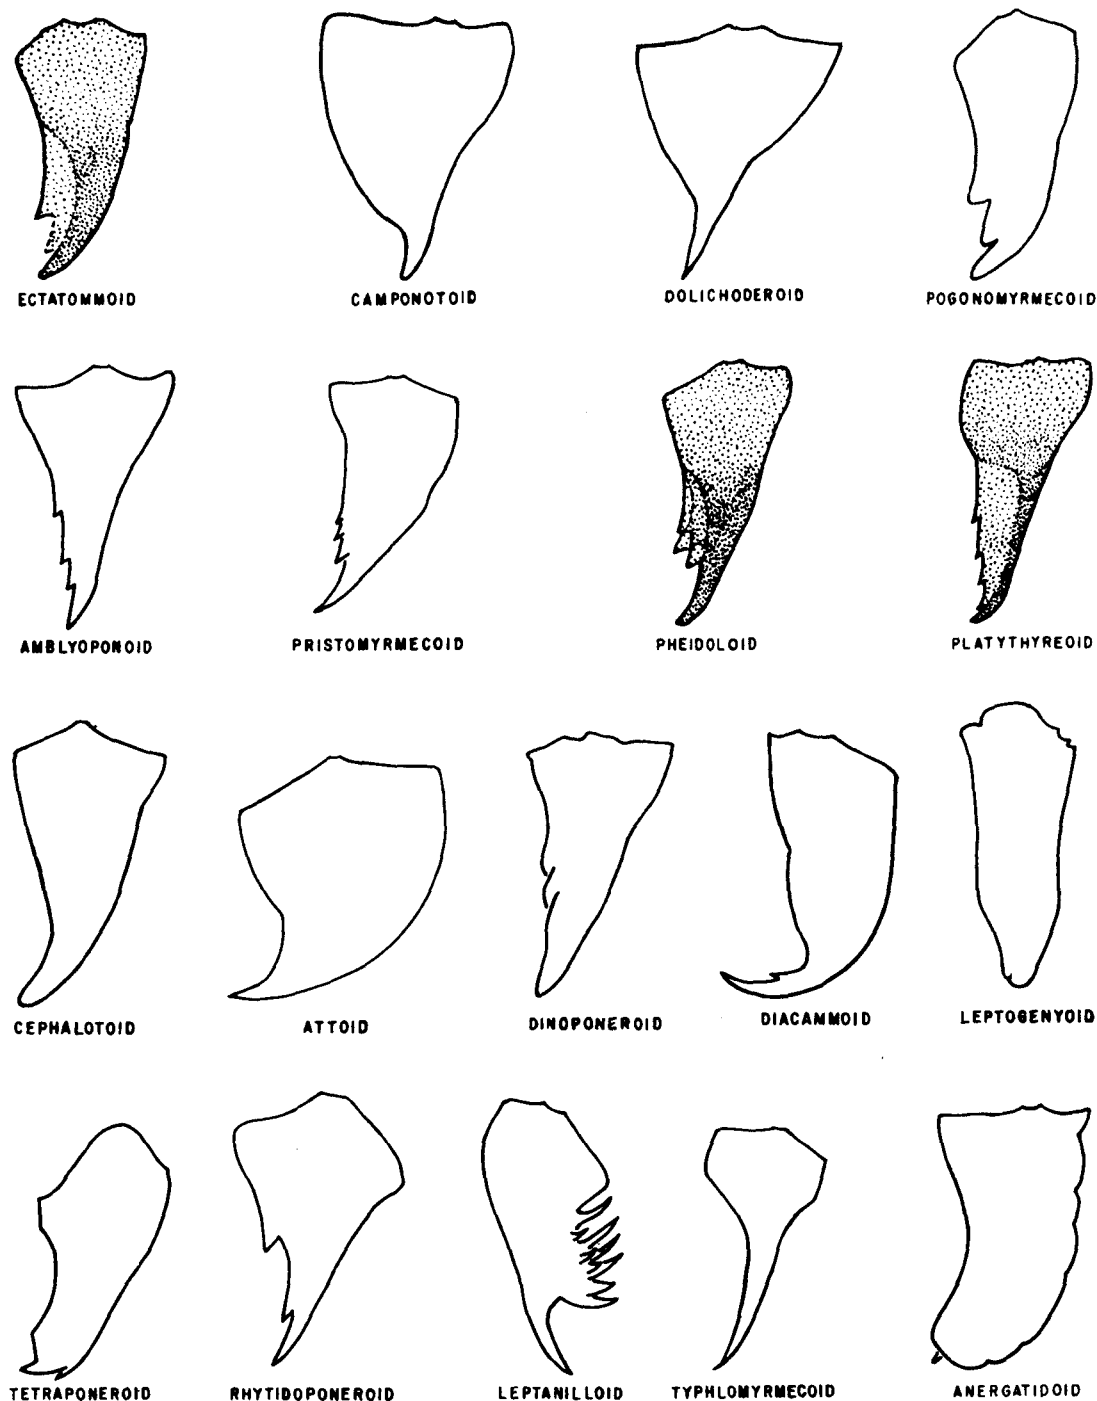 ECTATOMMOID
CAMPONOTOID
DOLICHODEROID
POGONOMYRMECOID
AMBLYOPONOID
PRISTOMYRMECOID
PHEIDOLOID
PLATYTHYREOID
CEPHALOTOID
ATTOID
DINOPONEROID
DIACAMMOID
LEPTOGENYOID
TETRAPONEROID
RHYTIDOPONEROID
LEPTANILLOID
TYPHLOMYRMECOID
ANERGATIDOID